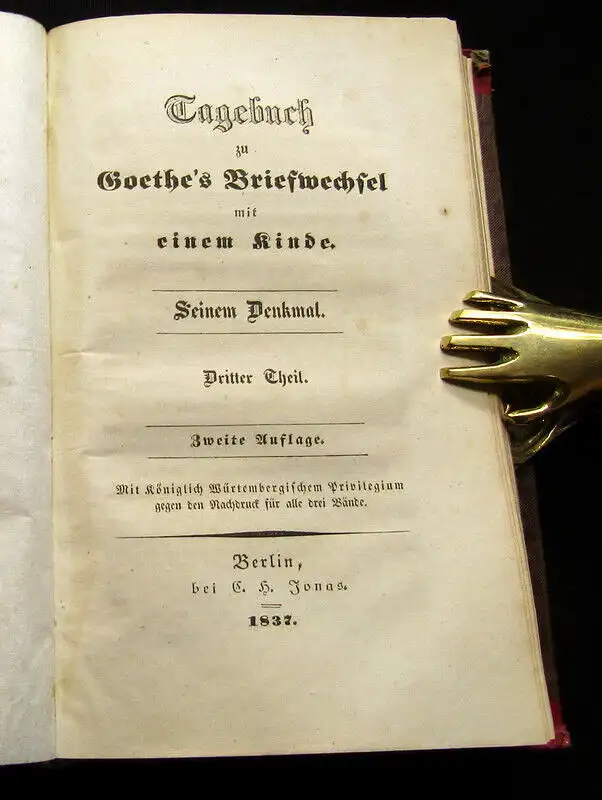 Tagebuch
zu
Goethe's Briefwechsel
mit
einem Kinde.
Seinem Denkmal.
Dritter Theil.
Zweite Auflage.
Mit Königlich Würtembergischem Privilegium
gegen den Nachdruck für alle drei Bände.
Berlin,
bei C. H. Jonas.
1837.